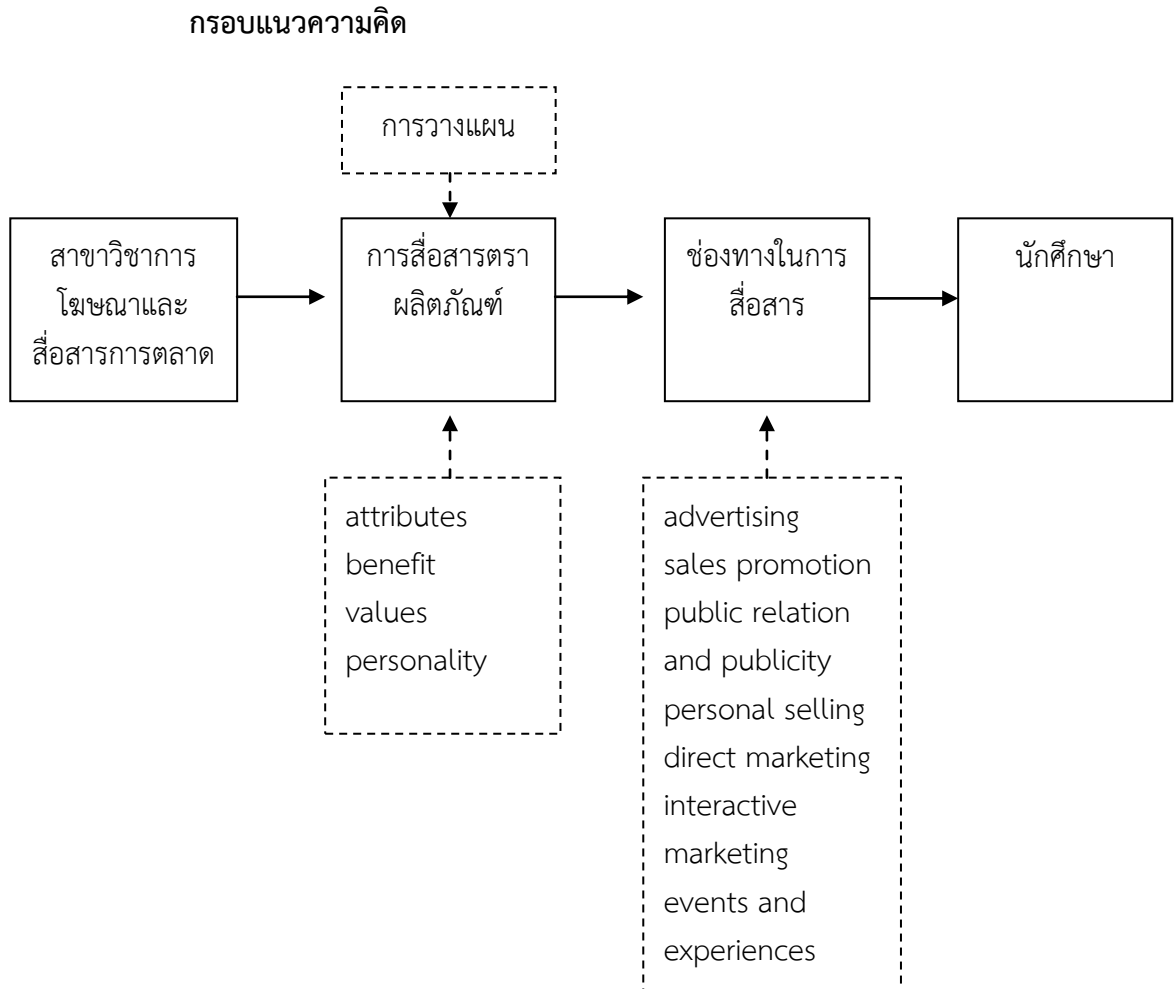 กรอบแนวความคิด
การวางแผน
สาขาวิชาการ
โฆษณาและ
สื่อสารการตลาด
การสื่อสารตรา
ผลิตภัณฑ์
ช่องทางในการ
สื่อสาร
นักศึกษา
attributes
benefit
values
personality
advertising
sales promotion
public relation
and publicity
personal selling
direct marketing
interactive
marketing
events and
experiences